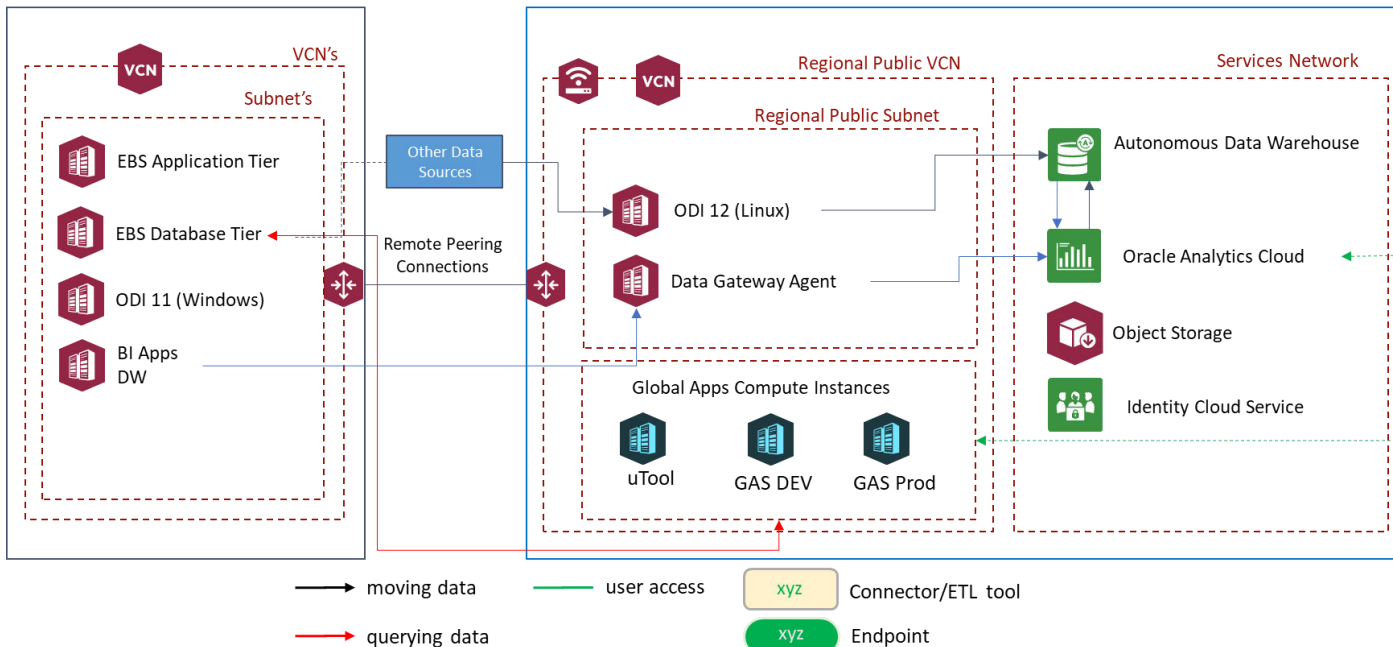 VCN
VCN's
Subnet's
EBS Application Tier
EBS Database Tier
ODI 11 (Windows)
BI Apps
DW
Other Data
Sources
Remote Peering
Connections
VCN
Regional Public VCN
Regional Public Subnet
ODI 12 (Linux)
Data Gateway Agent
Global Apps Compute Instances
uTool
GAS DEV
GAS Prod
Services Network
A
Autonomous Data Warehouse
Oracle Analytics Cloud
Object Storage
Identity Cloud Service
moving data
user access
xyz
Connector/ETL tool
querying data
xyz
Endpoint